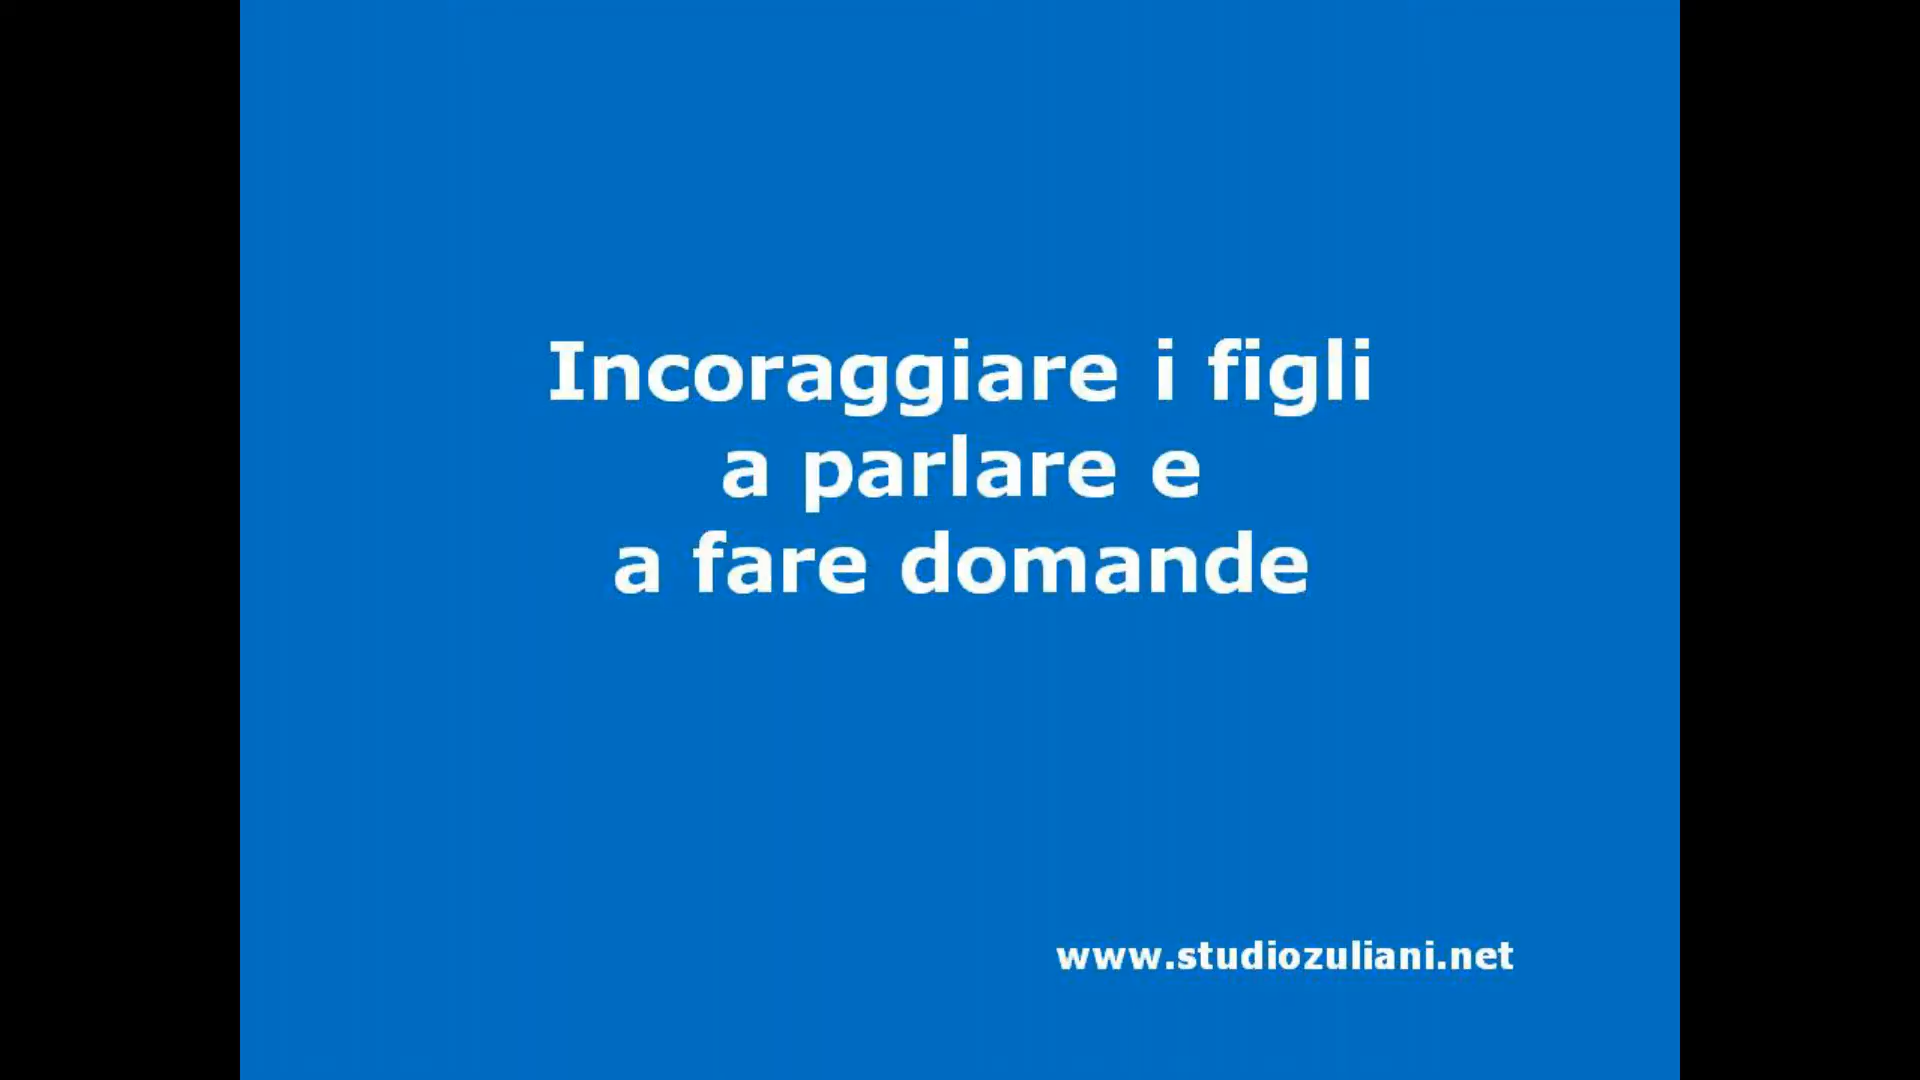 Incoraggiare i figli
a parlare e
a fare domande
www.studiozuliani.net